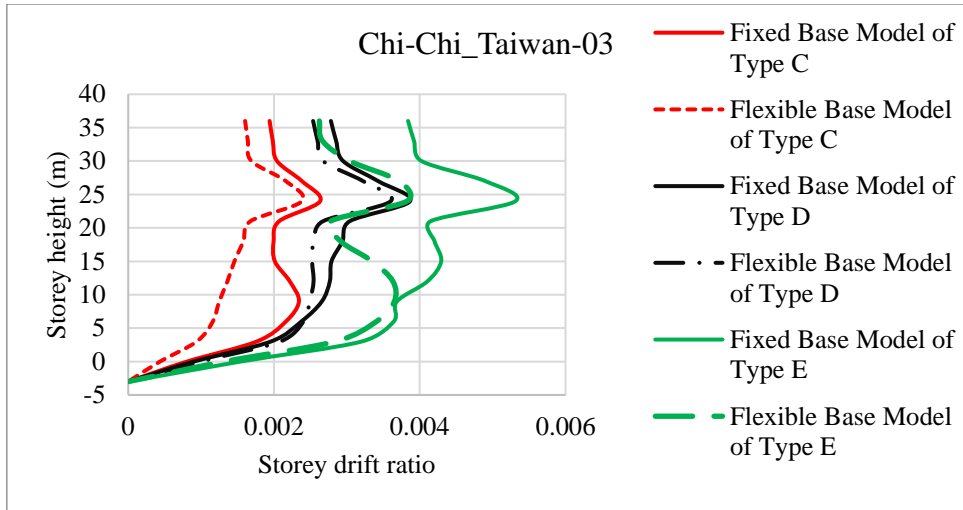 Chi-Chi_Taiwan-03
Storey height (m)
40
35
30
25
20
15
10
5
0
-5
0
0.002
0.004
0.006
Storey drift ratio
Fixed Base Model of
Type C
Flexible Base Model
of Type C
Fixed Base Model of
Type D
Flexible Base Model
of Type D
Fixed Base Model of
Type E
Flexible Base Model
of Type E